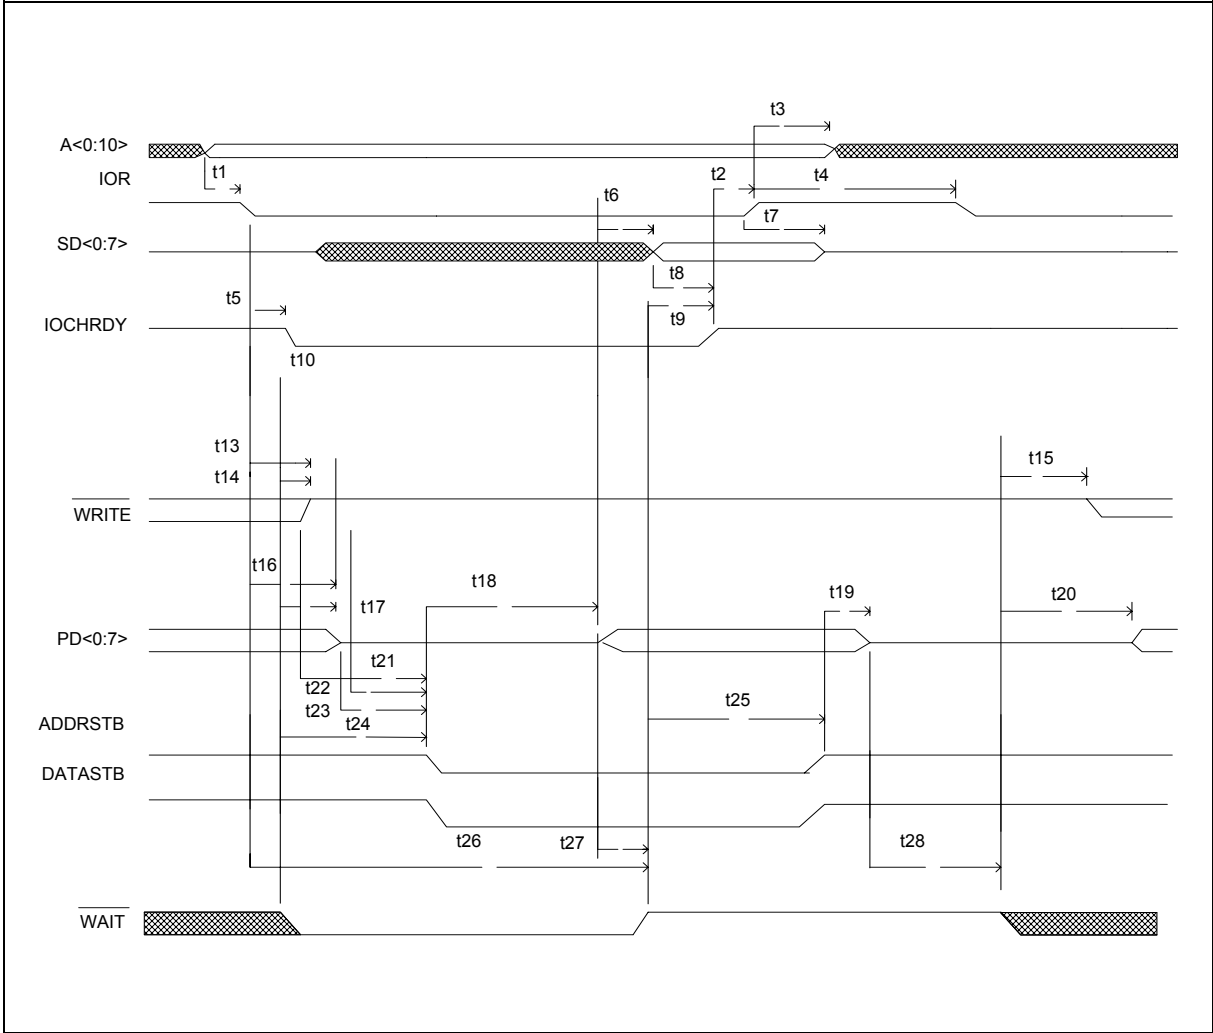 t3
A<0:10>
t1
t2
t4
IOR
t6
t7
SD<0:7>
t8
t5
t9
IOCHRDY
t10
t13
t15
t14
WRITE
t16
t18
t19
t20
t17
PD<0:7>
t21
t22
t23
t25
t24
ADDRSTB
DATASTB
t26
t27
t28
WAIT